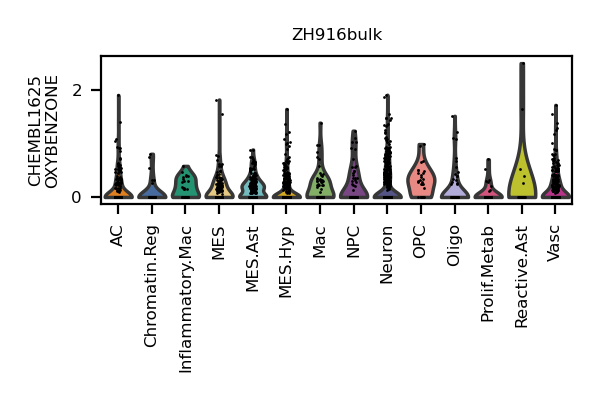 ZH916bulk
CHEMBL1625
OXYBENZONE
2
0
AC
Chromatin.Reg
Inflammatory.Mac
MES
MES.Ast
MES.Hyp
Mac
NPC
Neuron
OPC
Oligo
Prolif.Metab
Reactive.Ast
Vasc